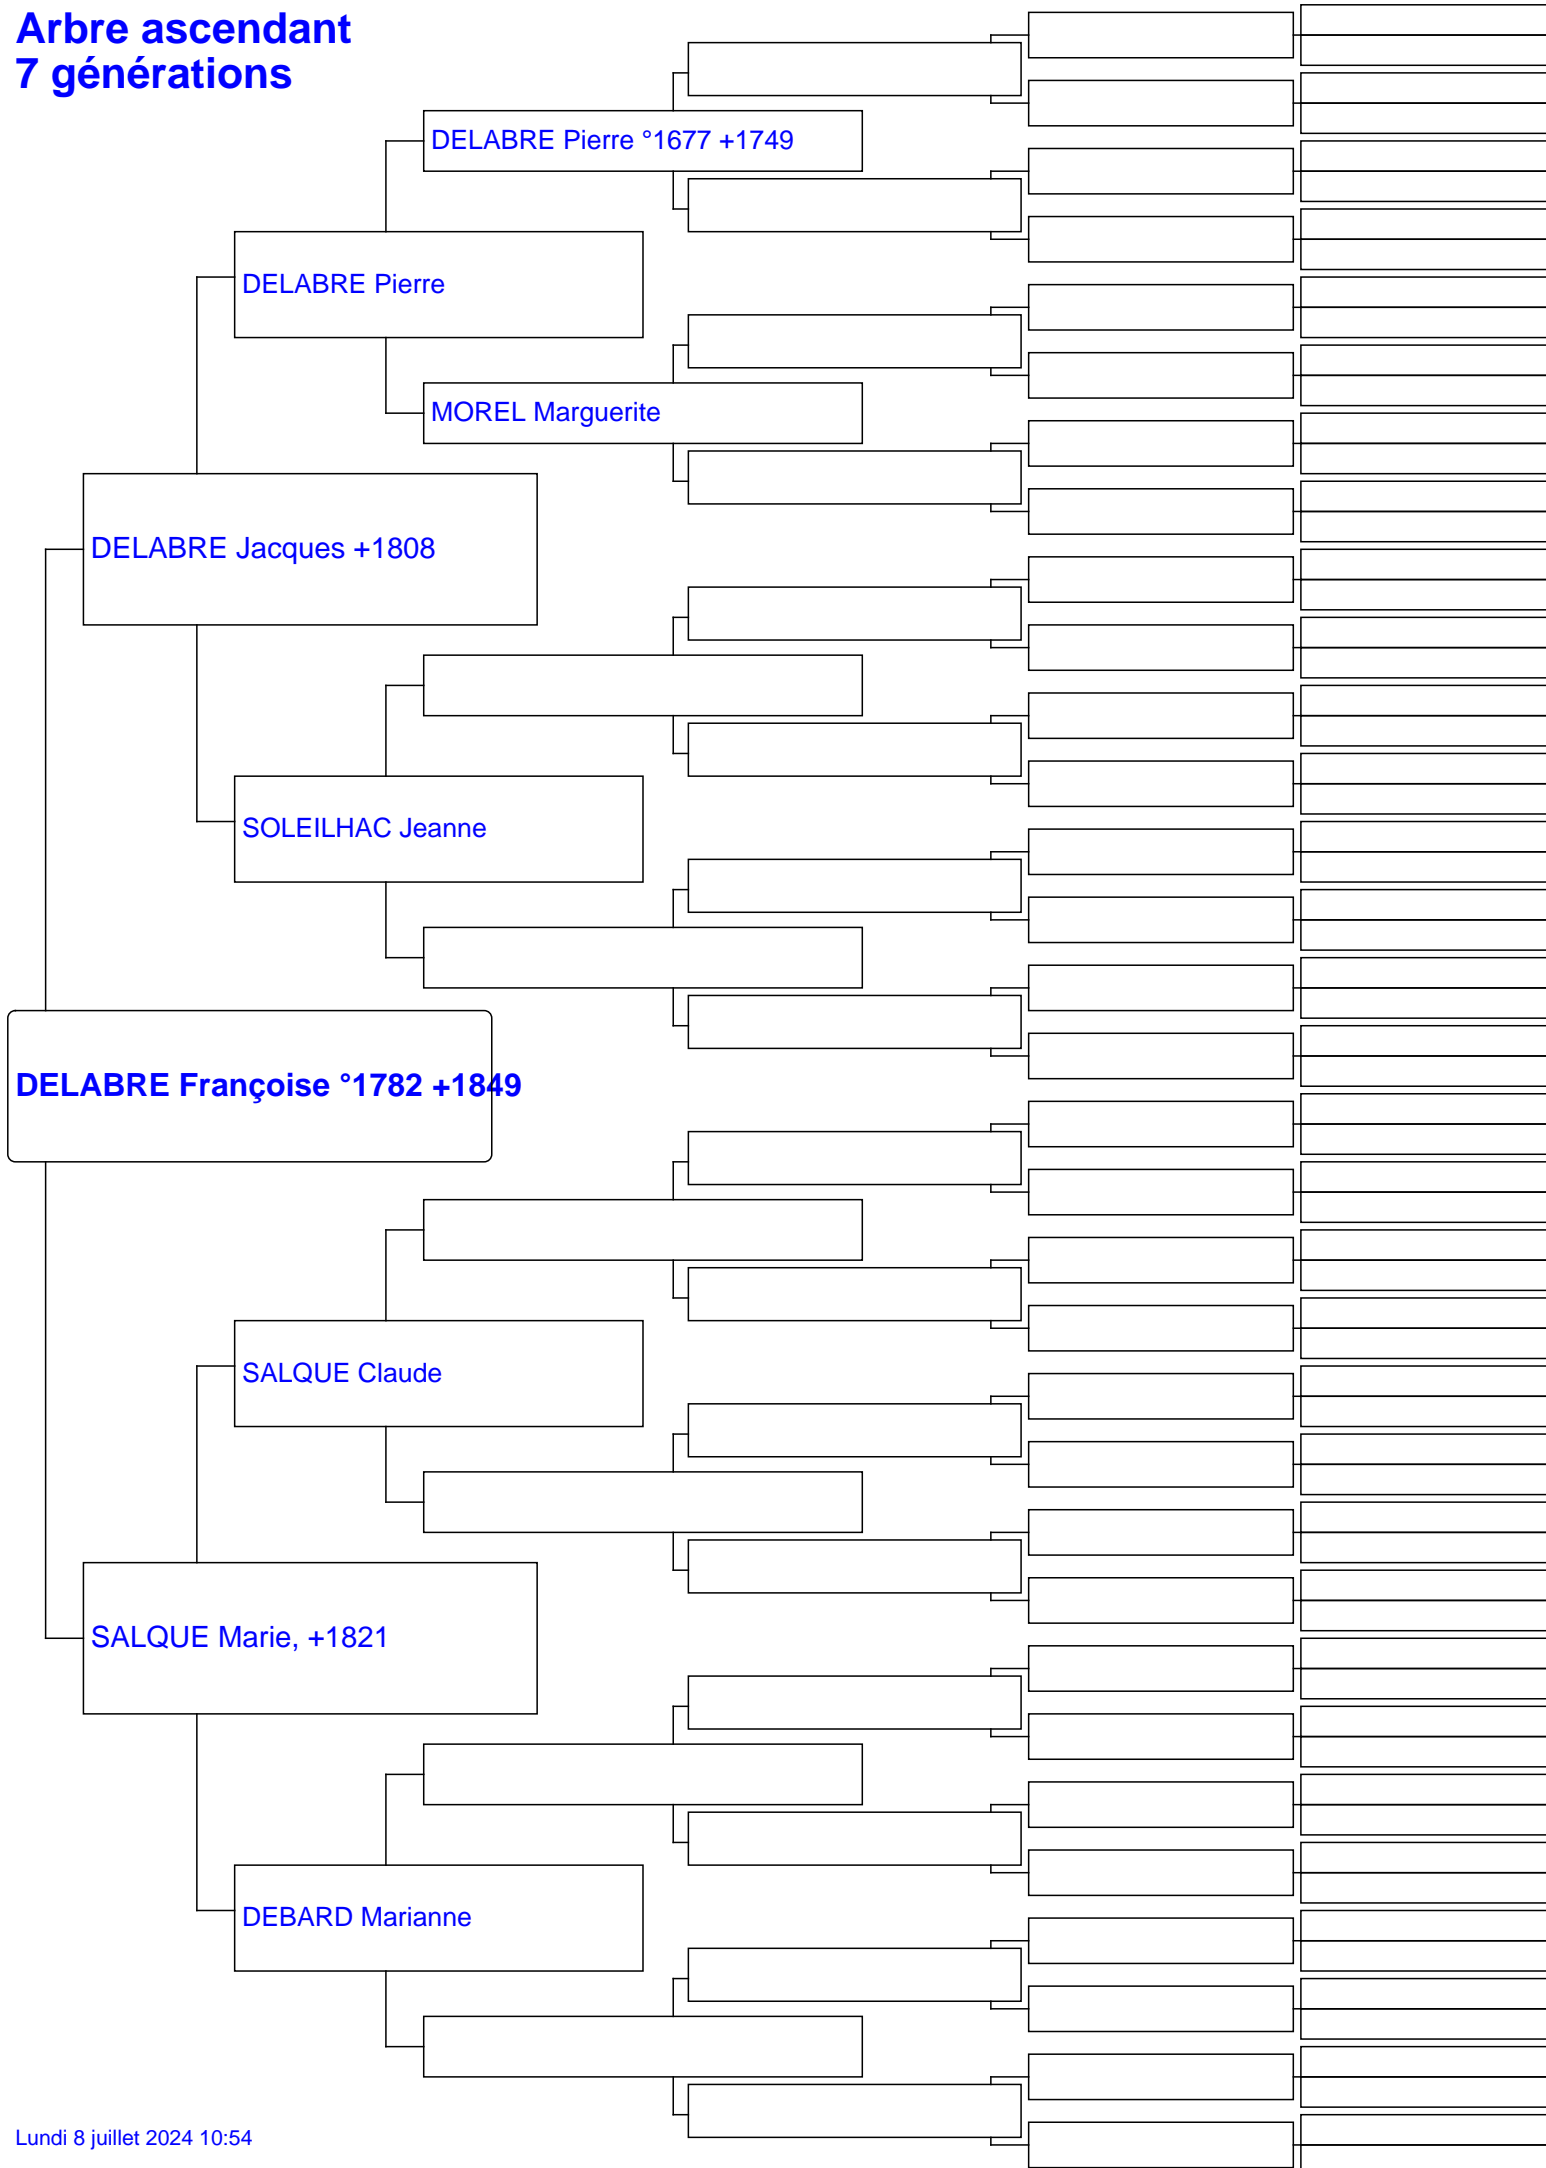 Arbre ascendant
7 générations
DELABRE Pierre °1677 +1749
DELABRE Pierre
MOREL Marguerite
DELABRE Jacques +1808
SOLEILHAC Jeanne
DELABRE Françoise °1782 +1849
SALQUE Claude
SALQUE Marie, +1821
DEBARD Marianne
Lundi 8 juillet 2024 10:54